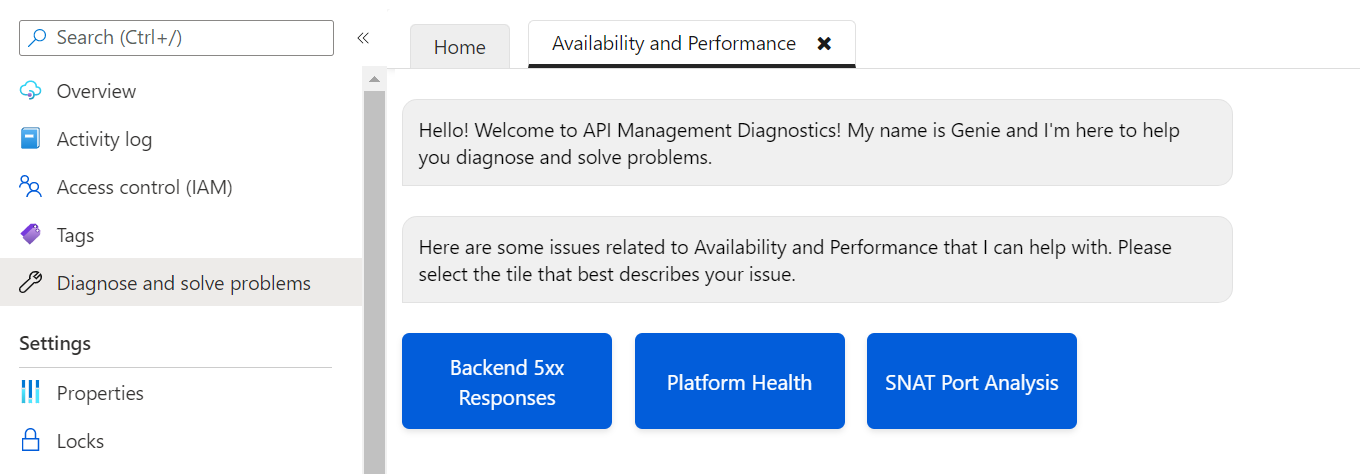 Search (Ctrl+/)
Overview
Activity log
Access control (IAM)
Tags
Diagnose and solve problems
Settings
Properties
Locks
Home
Availability and Performance
Hello! Welcome to API Management Diagnostics! My name is Genie and I'm here to help
you diagnose and solve problems.
Here are some issues related to Availability and Performance that I can help with. Please
select the tile that best describes your issue.
Backend 5xx
Responses
Platform Health
SNAT Port Analysis